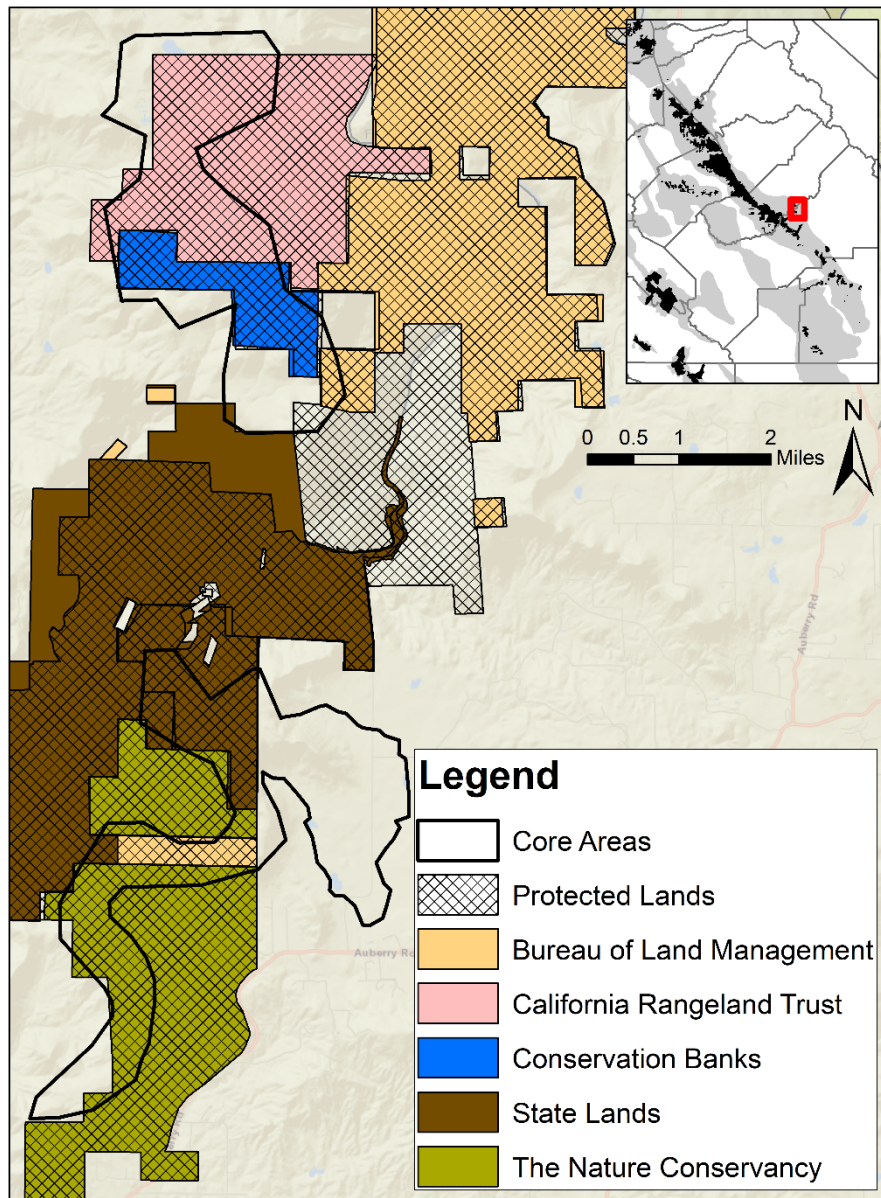 N
0 0.5 1 2
Miles
Auberry Rd
Auberry Rd
Legend
Core Areas
Protected Lands
Bureau of Land Management
California Rangeland Trust
Conservation Banks
State Lands
The Nature Conservancy